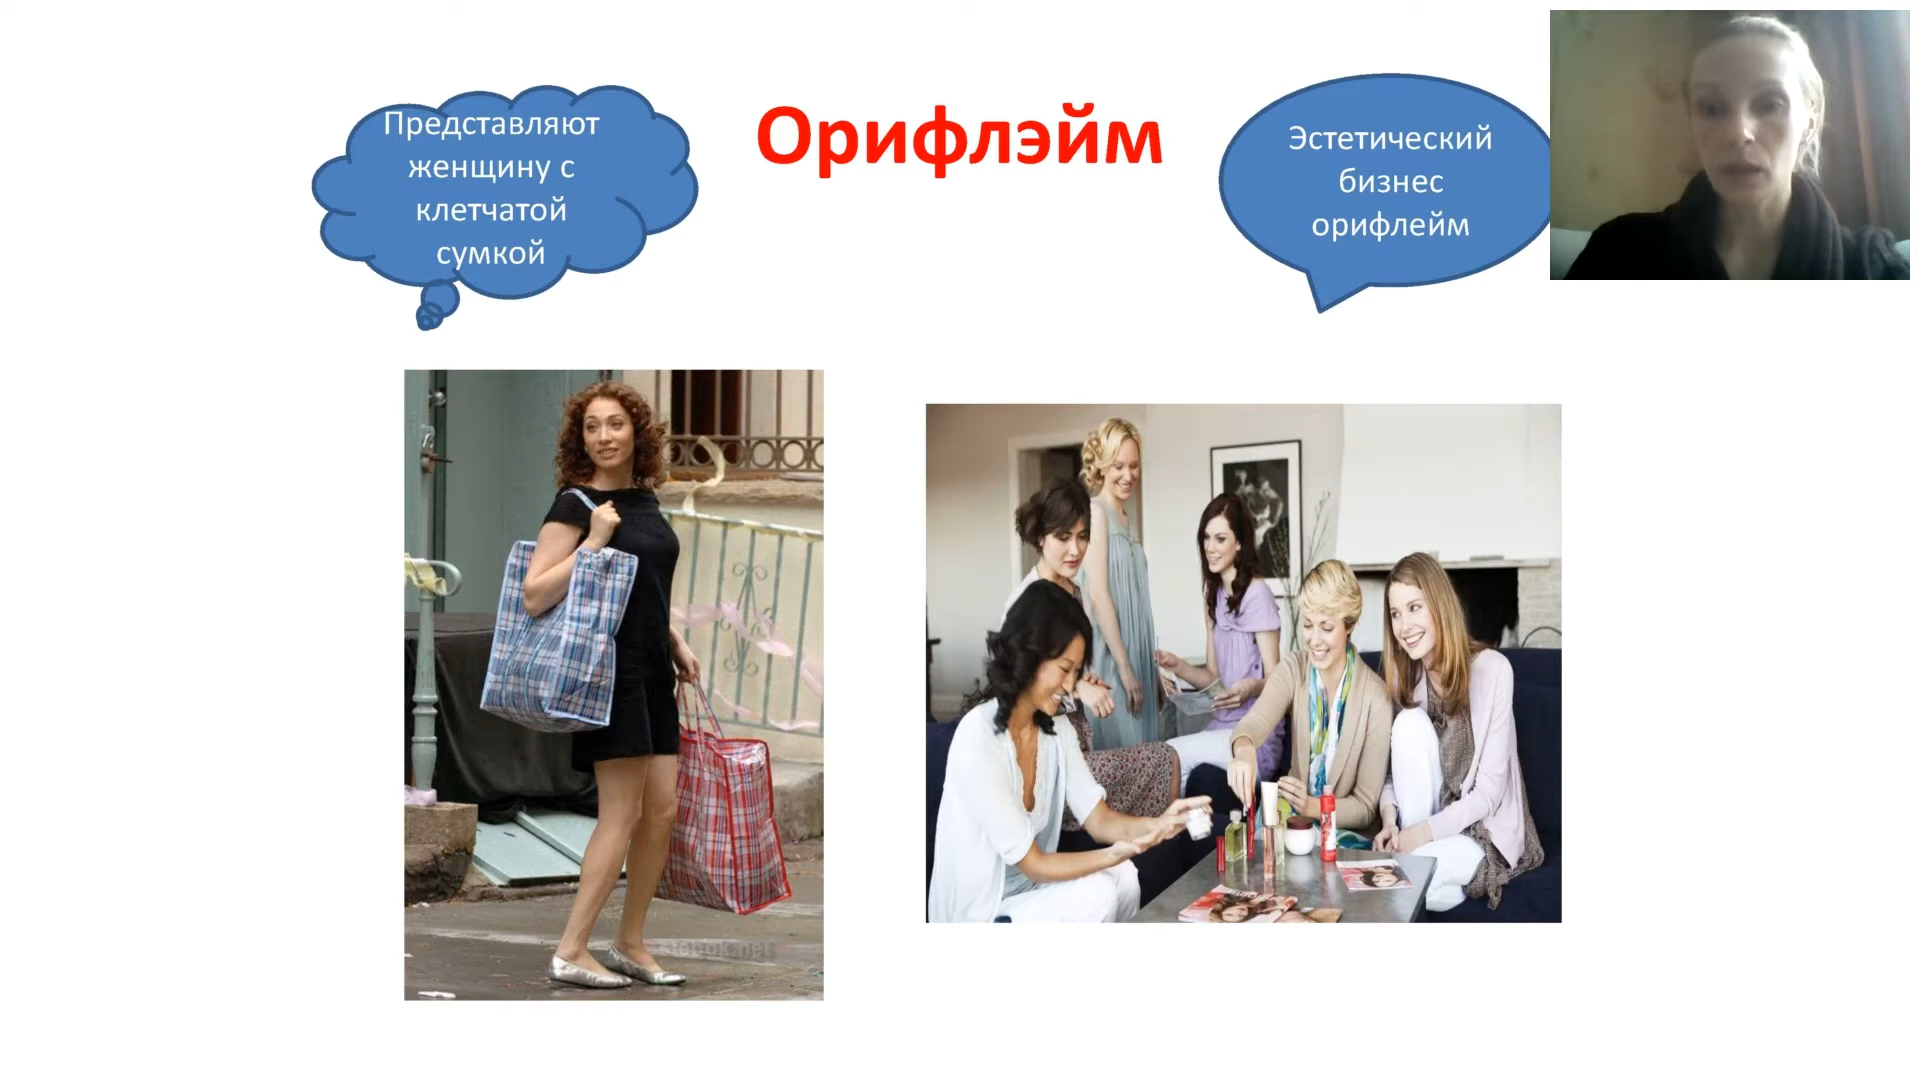 Представляют
женщину с
клетчатой
сумкой
Орифлэйм
Эстетический
бизнес
орифлейм